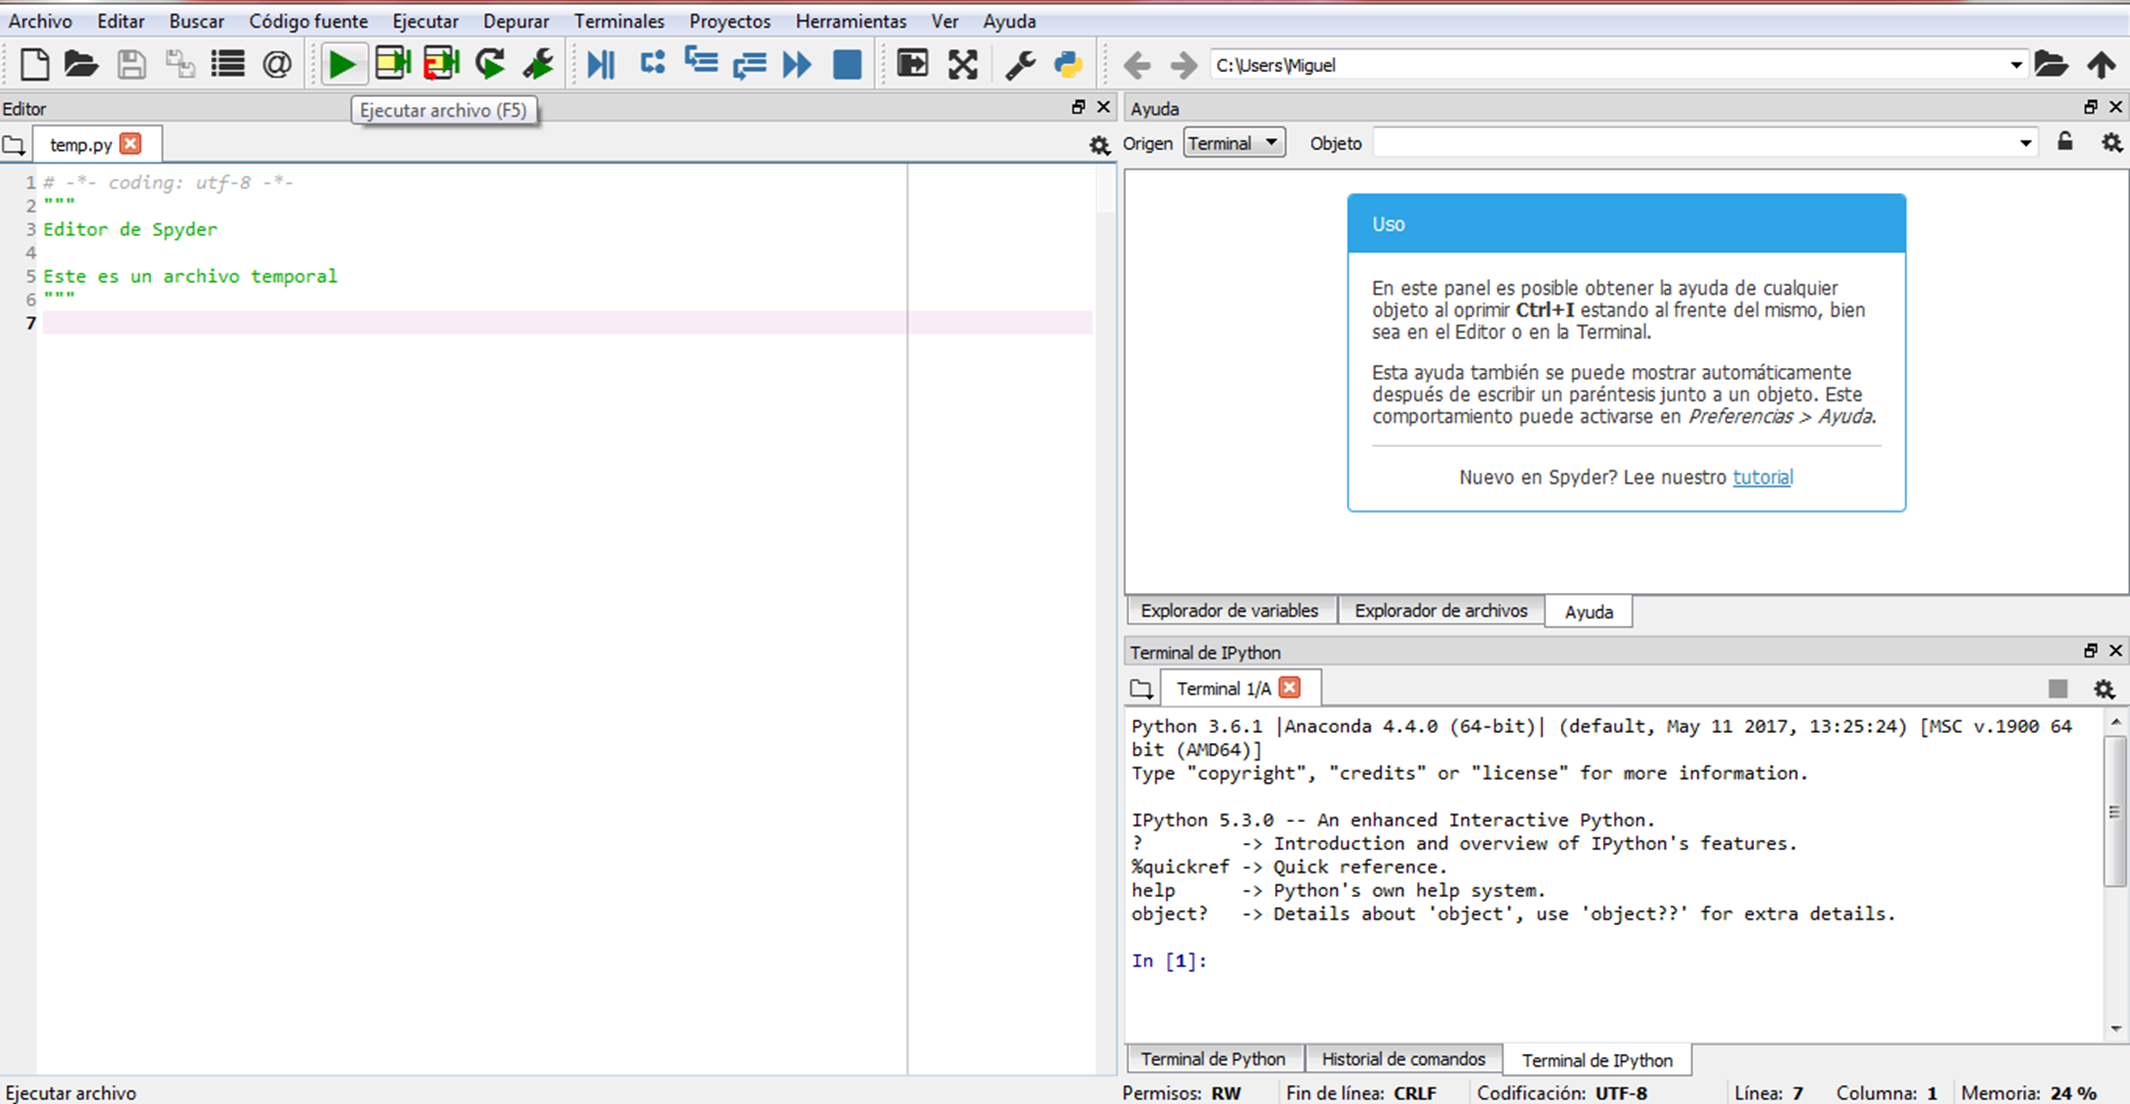 Archivo Editar Buscar Código fuente Ejecutar Depurar Terminales Proyectos Herramientas Ver Ayuda
@
C:\Users\Miguel
Ejecutar archivo (F5)
Editor
temp.py
1 # -*- coding: utf-8 -*-
2 """
3 Editor de Spyder
4
5 Este es un archivo temporal
6 """
7
Ayuda
Origen Terminal Objeto
Uso
En este panel es posible obtener la ayuda de cualquier
objeto al oprimir Ctrl+I estando al frente del mismo, bien
sea en el Editor o en la Terminal.
Esta ayuda también se puede mostrar automáticamente
después de escribir un paréntesis junto a un objeto. Este
comportamiento puede activarse en Preferencias > Ayuda.
Nuevo en Spyder? Lee nuestro tutorial
Explorador de variables Explorador de archivos Ayuda
Terminal de IPython
Terminal 1/A
Python 3.6.1 |Anaconda 4.4.0 (64-bit)| (default, May 11 2017, 13:25:24) [MSC v.1900 64
bit (AMD64)]
Type "copyright", "credits" or "license" for more information.
IPython 5.3.0 -- An enhanced Interactive Python.
? -> Introduction and overview of IPython's features.
%quickref -> Quick reference.
help -> Python's own help system.
object? -> Details about 'object', use 'object??' for extra details.
In [1]:
Terminal de Python Historial de comandos Terminal de IPython
Ejecutar archivo
Permisos: RW Fin de línea: CRLF Codificación: UTF-8 Línea: 7 Columna: 1 Memoria: 24 %